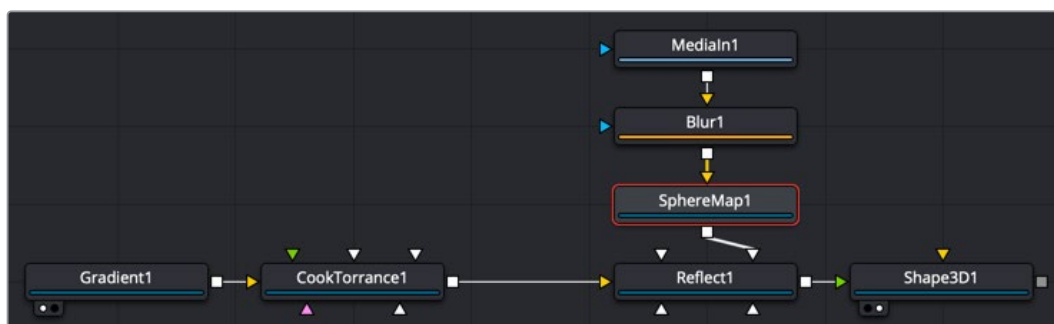 MediaIn1
Blur1
SphereMap1
Gradient1
CookTorrance1
Reflect1
Shape3D1